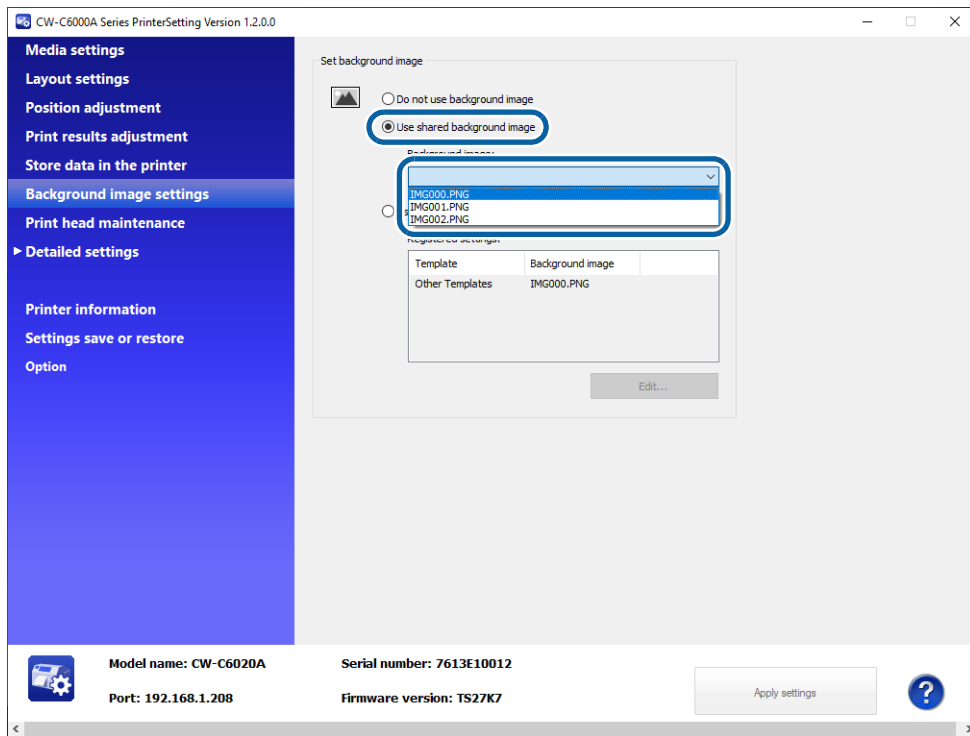 CW-C6000A Series PrinterSetting Version 1.2.0.0
Media settings
Layout settings
Position adjustment
Print results adjustment
Store data in the printer
Background image settings
Print head maintenance
Detailed settings
Printer information
Settings save or restore
Option
Set background image
Do not use background image
Use shared background image
Background image:
IMG000.PNG
IMG001.PNG
IMG002.PNG
Registered settings:
Template Background image
Other Templates IMG000.PNG
Edit...
Model name: CW-C6020A Serial number: 7613E10012
Port: 192.168.1.208 Firmware version: TS27K7
Apply settings
?